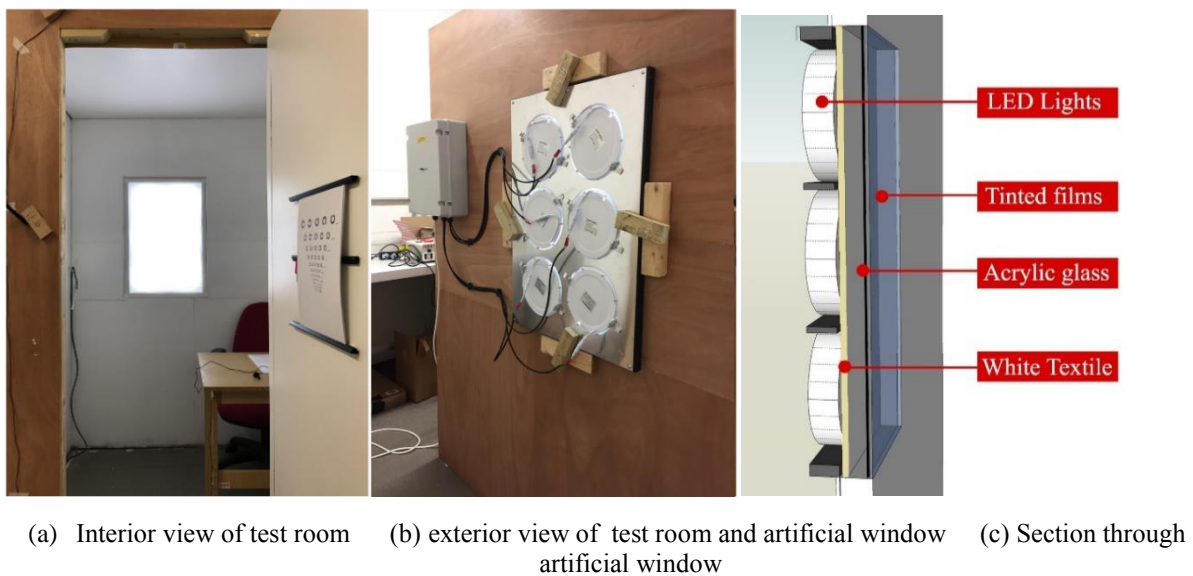 LED Lights
Tinted films
Acrylic glass
White Textile
(a) Interior view of test room (b) exterior view of test room and artificial window (c) Section through
artificial window